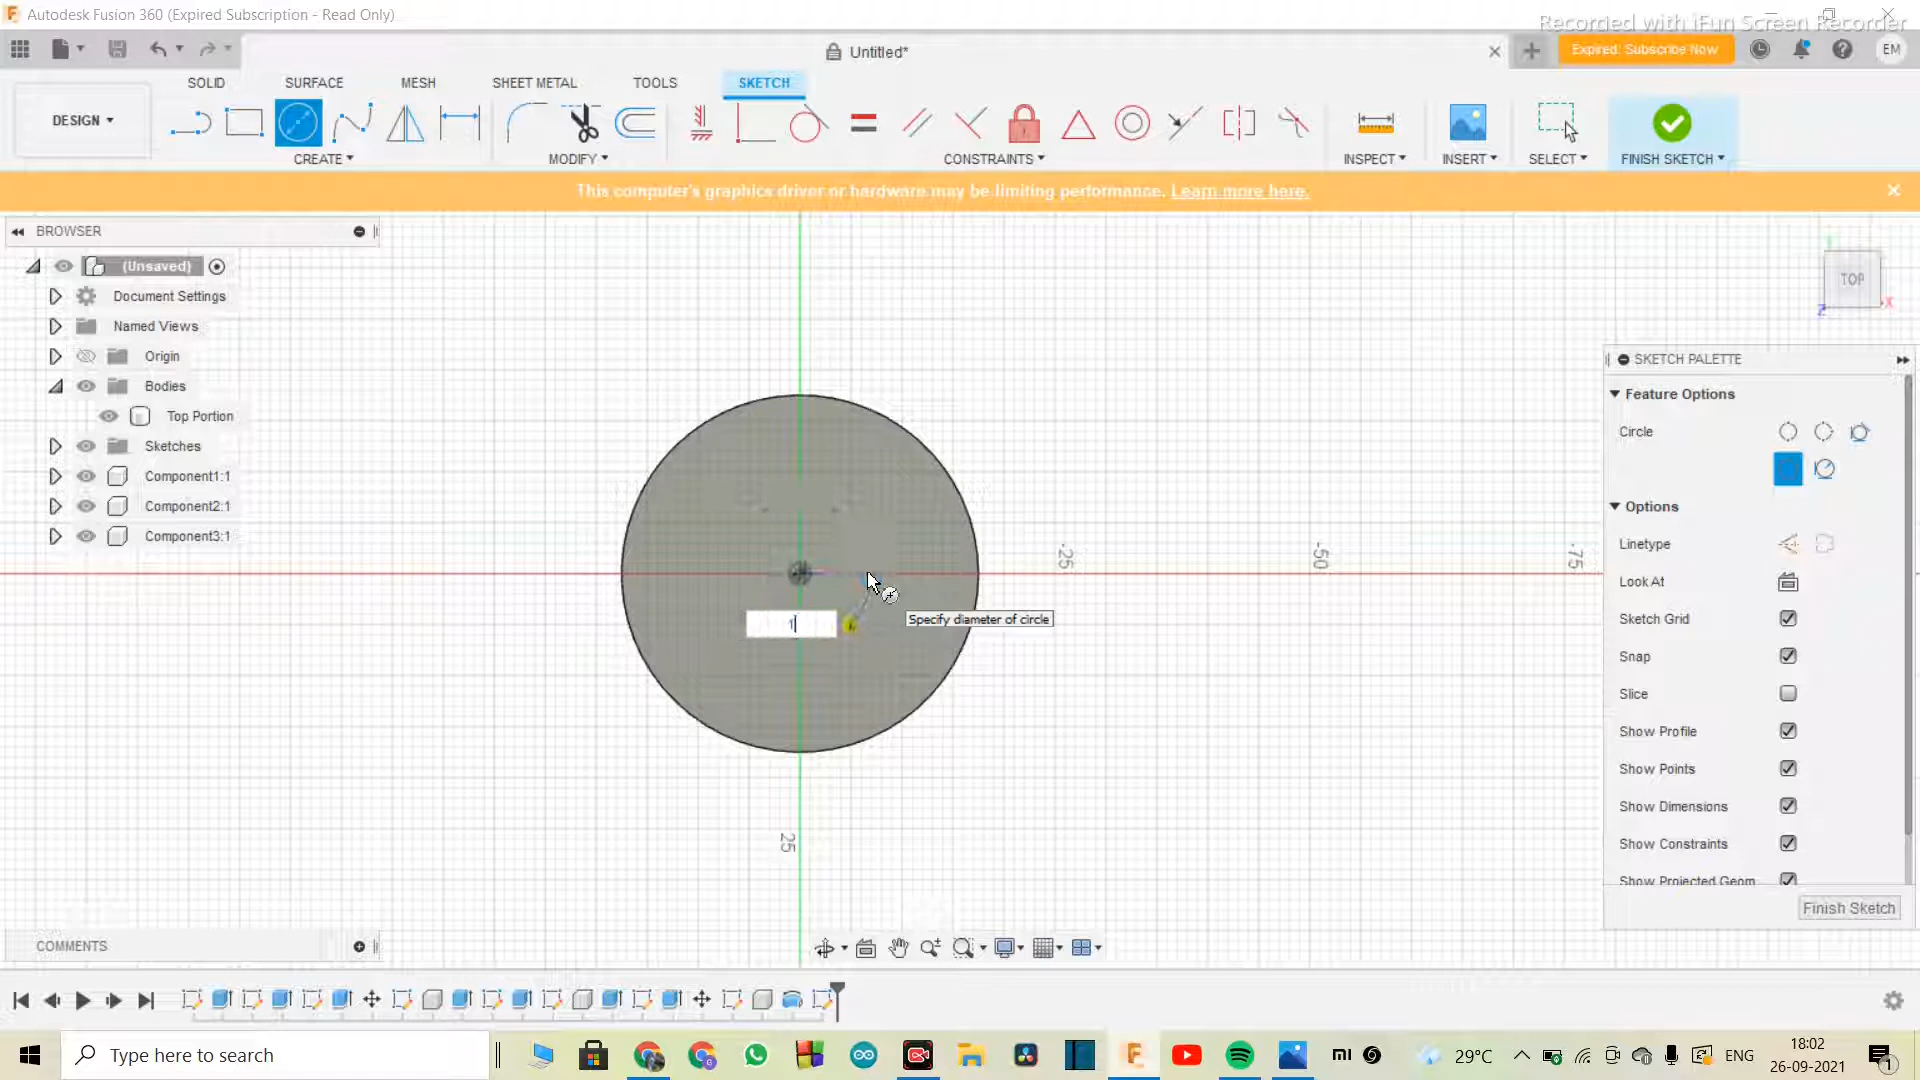 Autodesk Fusion 360 (Expired Subscription - Read Only)
Recorded with iFun Screen Recorder
Untitled*
Expired: Subscribe Now
EM
SOLID
SURFACE
MESH
SHEET METAL
TOOLS
SKETCH
DESIGN
CREATE
MODIFY
CONSTRAINTS
INSPECT
INSERT
SELECT
FINISH SKETCH
This computer's graphics driver or hardware may be limiting performance. Learn more here.
BROWSER
(Unsaved)
Document Settings
Named Views
Origin
Bodies
Top Portion
Sketches
Component1:1
Component2:1
Component3:1
TOP
X
Z
-25
-50
-75
25
1
Specify diameter of circle
SKETCH PALETTE
Feature Options
Circle
Options
Linetype
Look At
Sketch Grid
Snap
Slice
Show Profile
Show Points
Show Dimensions
Show Constraints
Show Projected Geom
Finish Sketch
COMMENTS
Type here to search
mi
29°C
ENG
18:02
26-09-2021
1